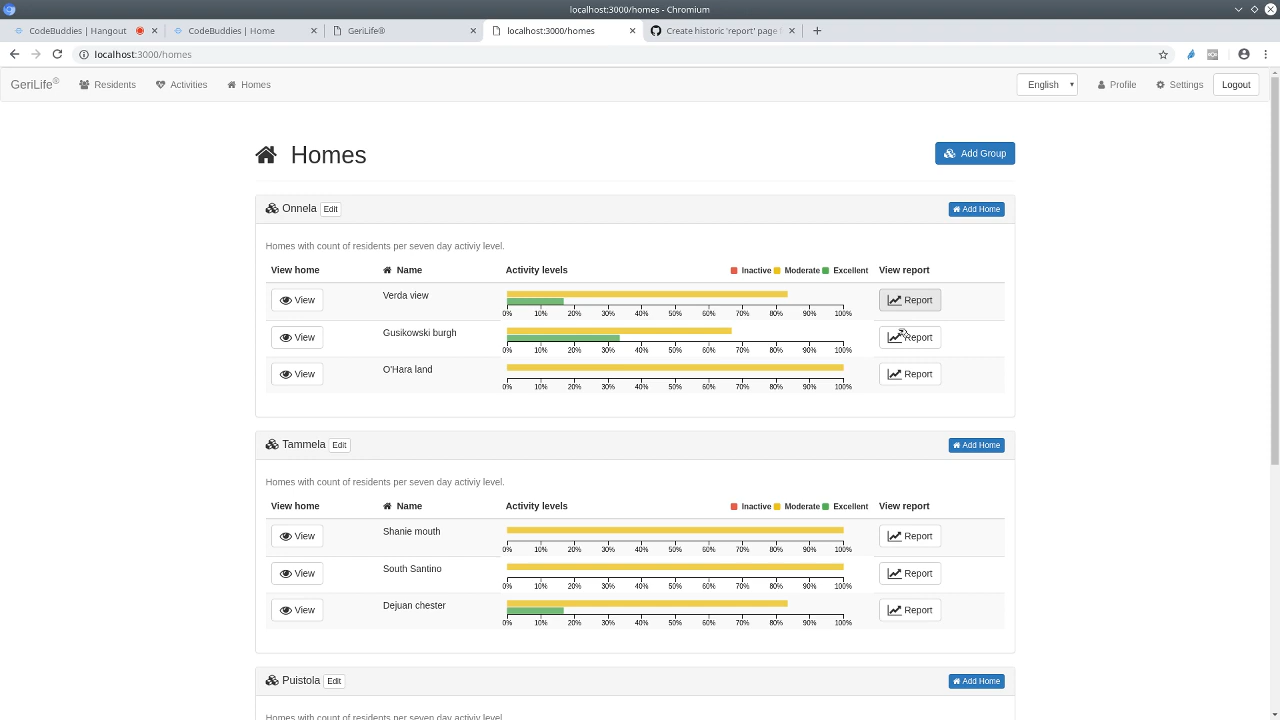 localhost:3000/homes - Chromium
CodeBuddies | Hangout
CodeBuddies | Home
GeriLife®
localhost:3000/homes
Create historic 'report' page
localhost:3000/homes
GeriLife®
Residents
Activities
Homes
English
Profile
Settings
Logout
Homes
Add Group
Onnela Edit
Add Home
Homes with count of residents per seven day activiy level.
View home Name Activity levels Inactive Moderate Excellent View report
View Verda view Report
0% 10% 20% 30% 40% 50% 60% 70% 80% 90% 100%
View Gusikowski burgh Report
0% 10% 20% 30% 40% 50% 60% 70% 80% 90% 100%
View O'Hara land Report
0% 10% 20% 30% 40% 50% 60% 70% 80% 90% 100%
Tammela Edit
Add Home
Homes with count of residents per seven day activiy level.
View home Name Activity levels Inactive Moderate Excellent View report
View Shanie mouth Report
0% 10% 20% 30% 40% 50% 60% 70% 80% 90% 100%
View South Santino Report
0% 10% 20% 30% 40% 50% 60% 70% 80% 90% 100%
View Dejuan chester Report
0% 10% 20% 30% 40% 50% 60% 70% 80% 90% 100%
Puistola Edit
Add Home
Homes with count of residents per seven day activiy level.